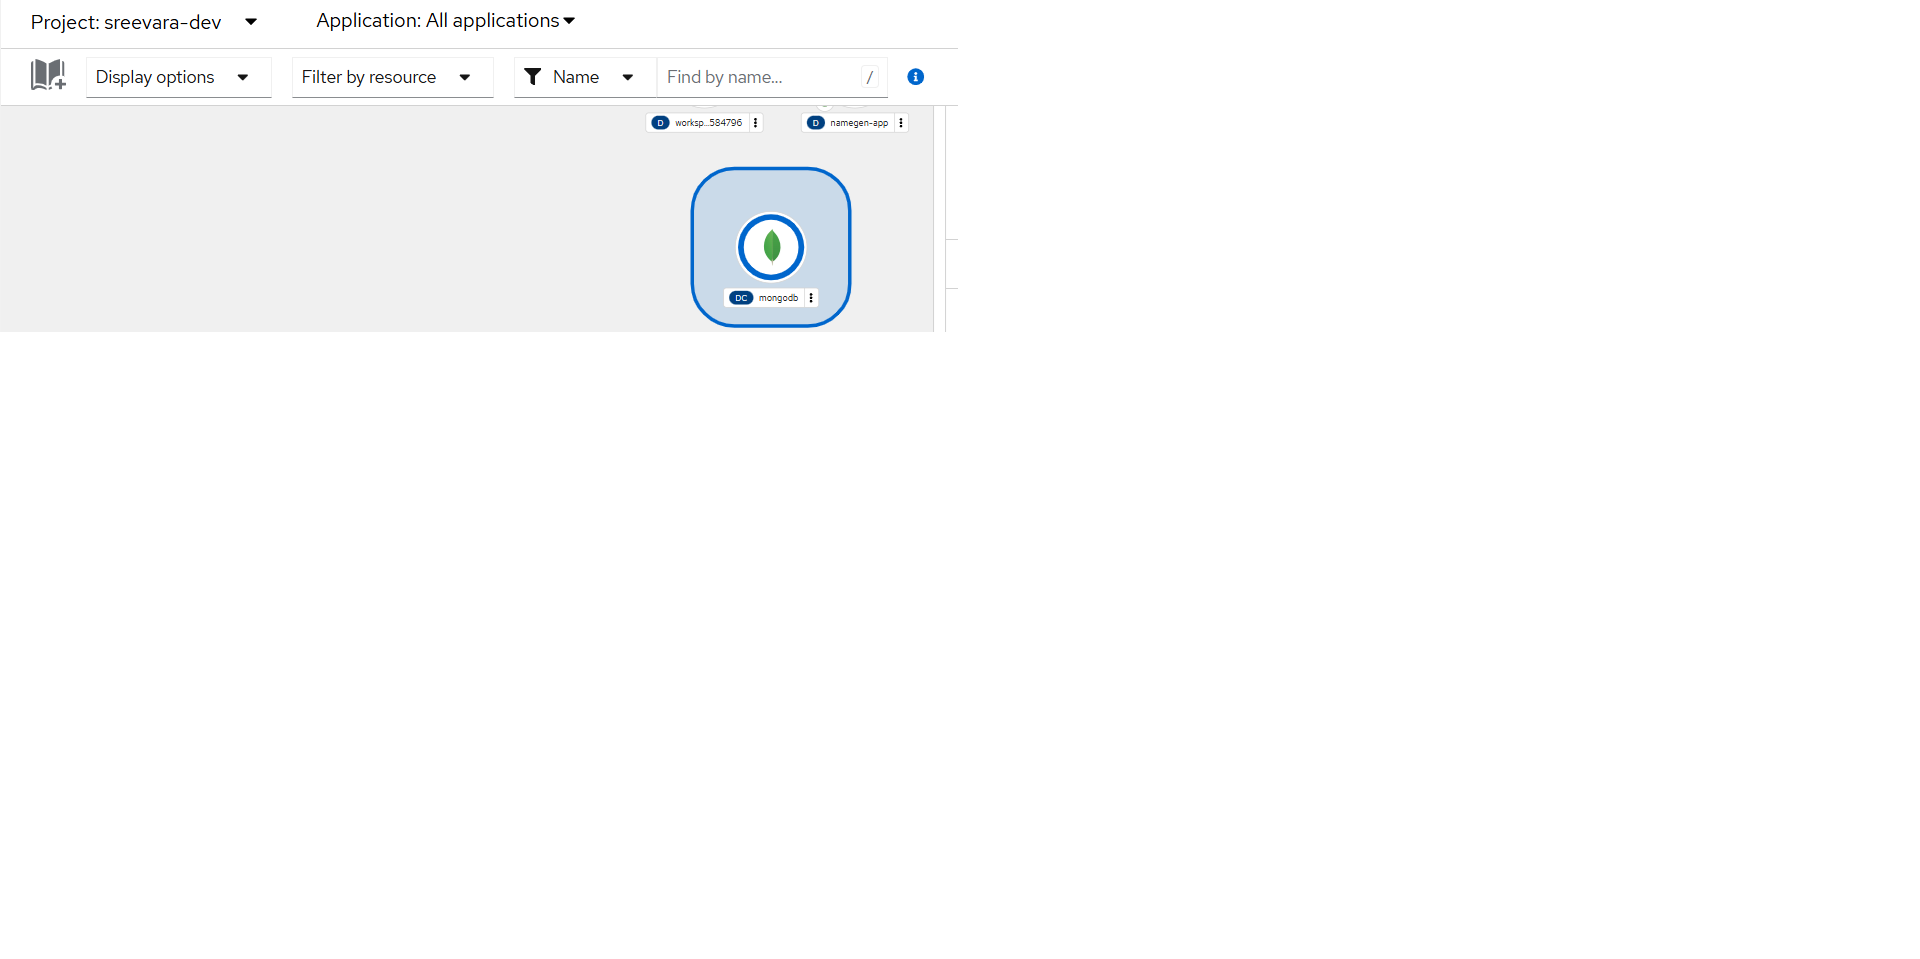 Project: sreevara-dev Application: All applications
Display options Filter by resource Name Find by name... /
D worksp...584796 D namegen-app
DC mongodb